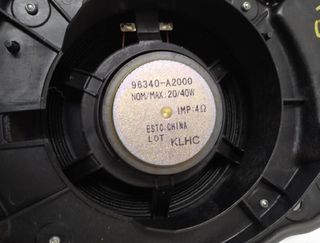 96340-A2000
NOM/MAX:20/40W
IMP:4Ω
ESTC.CHINA
LOT KLHC